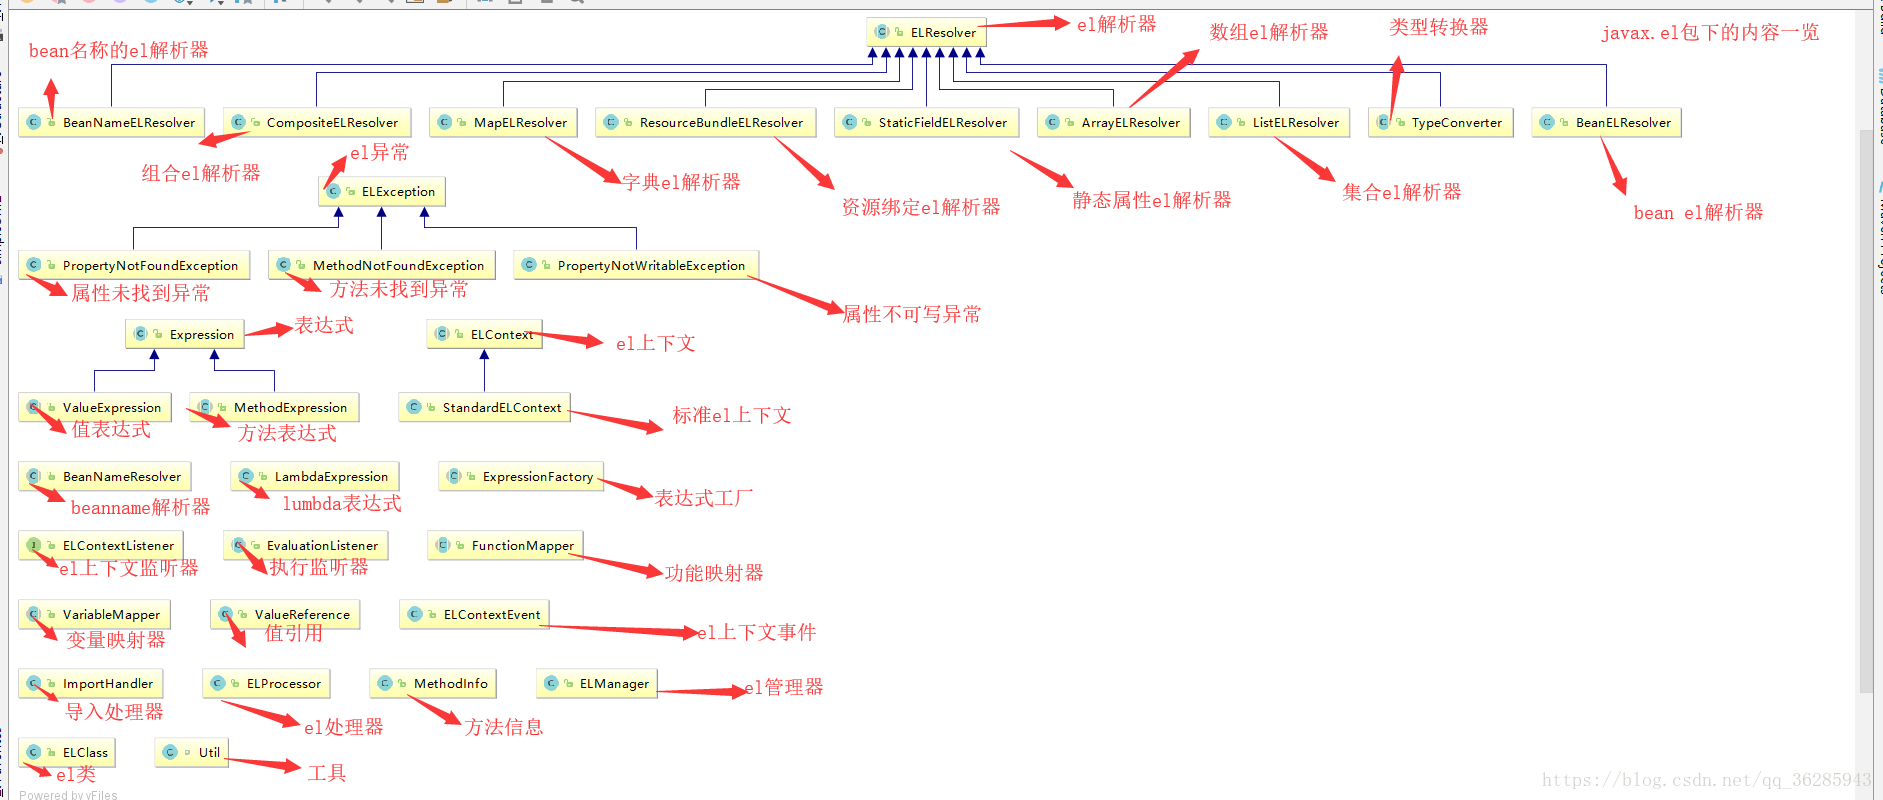 ELResolver
el解析器
数组el解析器
类型转换器
javax.el包下的内容一览
bean名称的el解析器
BeanNameELResolver
CompositeELResolver
MapELResolver
ResourceBundleELResolver
StaticFieldELResolver
ArrayELResolver
ListELResolver
TypeConverter
BeanELResolver
组合el解析器
el异常
字典el解析器
资源绑定el解析器
静态属性el解析器
集合el解析器
bean el解析器
ELException
PropertyNotFoundException
MethodNotFoundException
PropertyNotWritableException
属性未找到异常
方法未找到异常
属性不可写异常
Expression
表达式
ELContext
el上下文
ValueExpression
MethodExpression
StandardELContext
标准el上下文
值表达式
方法表达式
BeanNameResolver
LambdaExpression
ExpressionFactory
beanname解析器
lumbda表达式
表达式工厂
ELContextListener
EvaluationListener
FunctionMapper
el上下文监听器
执行监听器
功能映射器
VariableMapper
ValueReference
ELContextEvent
变量映射器
值引用
el上下文事件
ImportHandler
ELProcessor
MethodInfo
ELManager
el管理器
导入处理器
el处理器
方法信息
ELClass
Util
el类
工具
https://blog.csdn.net/qq_36285943
Powered by yFiles